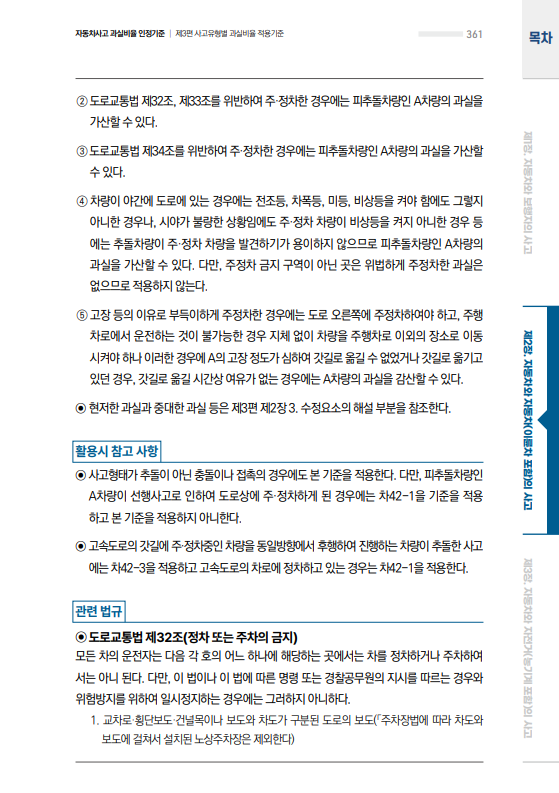 자동차사고 과실비율 인정기준 | 제3편 사고유형별 과실비율 적용기준
361
목차
② 도로교통법 제32조, 제33조를 위반하여 주·정차한 경우에는 피추돌차량인 A차량의 과실을
가산할 수 있다.
③ 도로교통법 제34조를 위반하여 주·정차한 경우에는 피추돌차량인 A차량의 과실을 가산할
수 있다.
④ 차량이 야간에 도로에 있는 경우에는 전조등, 차폭등, 미등, 비상등을 켜야 함에도 그렇지
아니한 경우나, 시야가 불량한 상황임에도 주·정차 차량이 비상등을 켜지 아니한 경우 등
에는 추돌차량이 주·정차 차량을 발견하기가 용이하지 않으므로 피추돌차량인 A차량의
과실을 가산할 수 있다. 다만, 주정차 금지 구역이 아닌 곳은 위법하게 주정차한 과실은
없으므로 적용하지 않는다.
⑤ 고장 등의 이유로 부득이하게 주정차한 경우에는 도로 오른쪽에 주정차하여야 하고, 주행
차로에서 운전하는 것이 불가능한 경우 지체 없이 차량을 주행차로 이외의 장소로 이동
시켜야 하나 이러한 경우에 A의 고장 정도가 심하여 갓길로 옮길 수 없었거나 갓길로 옮기고
있던 경우, 갓길로 옮길 시간상 여유가 없는 경우에는 A차량의 과실을 감산할 수 있다.
◉ 현저한 과실과 중대한 과실 등은 제3편 제2장 3. 수정요소의 해설 부분을 참조한다.
활용시 참고 사항
◉ 사고형태가 추돌이 아닌 충돌이나 접촉의 경우에도 본 기준을 적용한다. 다만, 피추돌차량인
A차량이 선행사고로 인하여 도로상에 주·정차하게 된 경우에는 차42-1을 기준을 적용
하고 본 기준을 적용하지 아니한다.
◉ 고속도로의 갓길에 주·정차중인 차량을 동일방향에서 후행하여 진행하는 차량이 추돌한 사고
에는 차42-3을 적용하고 고속도로의 차로에 정차하고 있는 경우는 차42-1을 적용한다.
관련 법규
◉ 도로교통법 제32조(정차 또는 주차의 금지)
모든 차의 운전자는 다음 각 호의 어느 하나에 해당하는 곳에서는 차를 정차하거나 주차하여
서는 아니 된다. 다만, 이 법이나 이 법에 따른 명령 또는 경찰공무원의 지시를 따르는 경우와
위험방지를 위하여 일시정지하는 경우에는 그러하지 아니하다.
1. 교차로·횡단보도·건널목이나 보도와 차도가 구분된 도로의 보도(「주차장법에 따라 차도와
보도에 걸쳐서 설치된 노상주차장은 제외한다)
제1장. 자동차와 보행자의 사고
제2장. 자동차와 자동차(이륜차 포함)의 사고
제3장. 자동차와 자전거(농기계 포함)의 사고